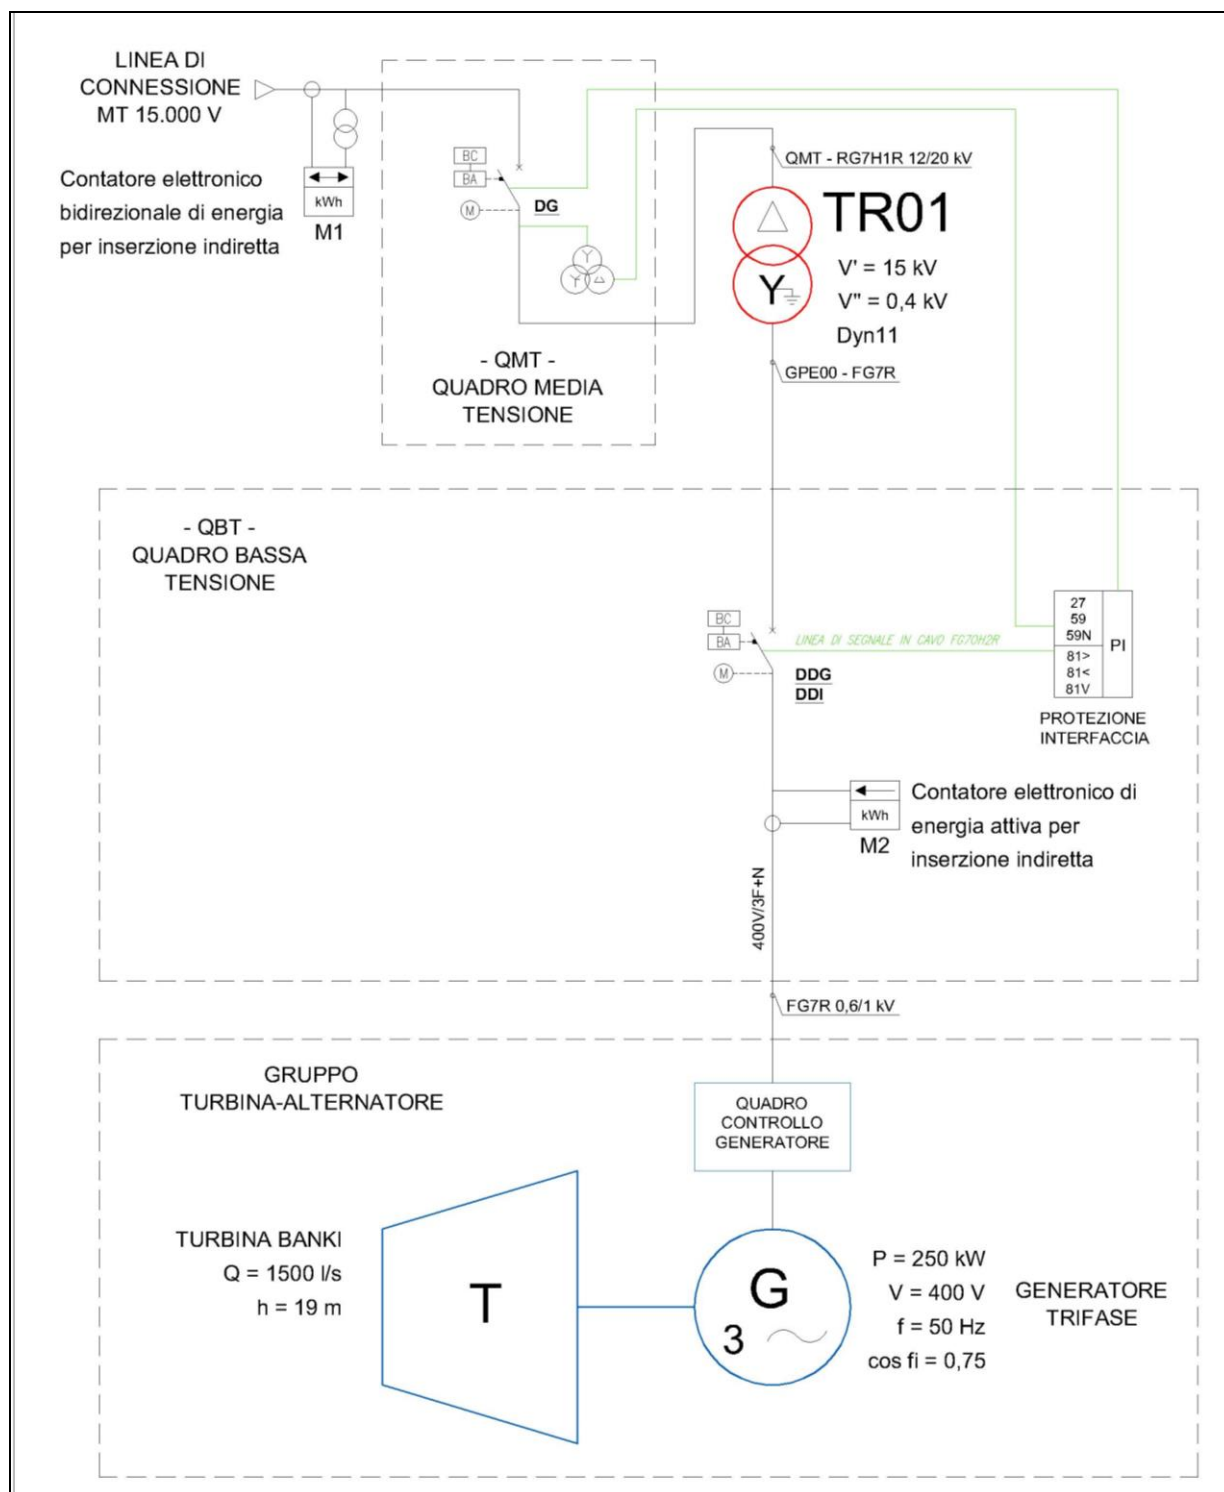 LINEA DI
CONNESSIONE
MT 15.000 V
Contatore elettronico
bidirezionale di energia
per inserzione indiretta
kWh
M1
BC
BA
M
DG
Y
Y
Δ
- QMT -
QUADRO MEDIA
TENSIONE
QMT - RG7H1R 12/20 kV
TR01
Δ
Y
V' = 15 kV
V" = 0,4 kV
Dyn11
GPE00 - FG7R
- QBT -
QUADRO BASSA
TENSIONE
BC
BA
M
LINEA DI SEGNALE IN CAVO FG7OH2R
DDG
DDI
27
59
59N
81>
81<
81V
PI
PROTEZIONE
INTERFACCIA
kWh
M2
Contatore elettronico di
energia attiva per
inserzione indiretta
400V/3F+N
FG7R 0,6/1 kV
GRUPPO
TURBINA-ALTERNATORE
QUADRO
CONTROLLO
GENERATORE
TURBINA BANKI
Q = 1500 l/s
h = 19 m
T
G
3
P = 250 kW
V = 400 V
f = 50 Hz
cos fi = 0,75
GENERATORE
TRIFASE